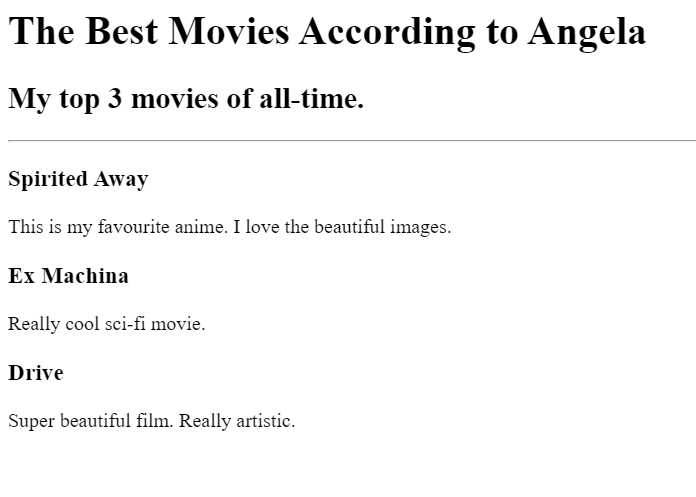 The Best Movies According to Angela
My top 3 movies of all-time.
Spirited Away
This is my favourite anime. I love the beautiful images.
Ex Machina
Really cool sci-fi movie.
Drive
Super beautiful film. Really artistic.